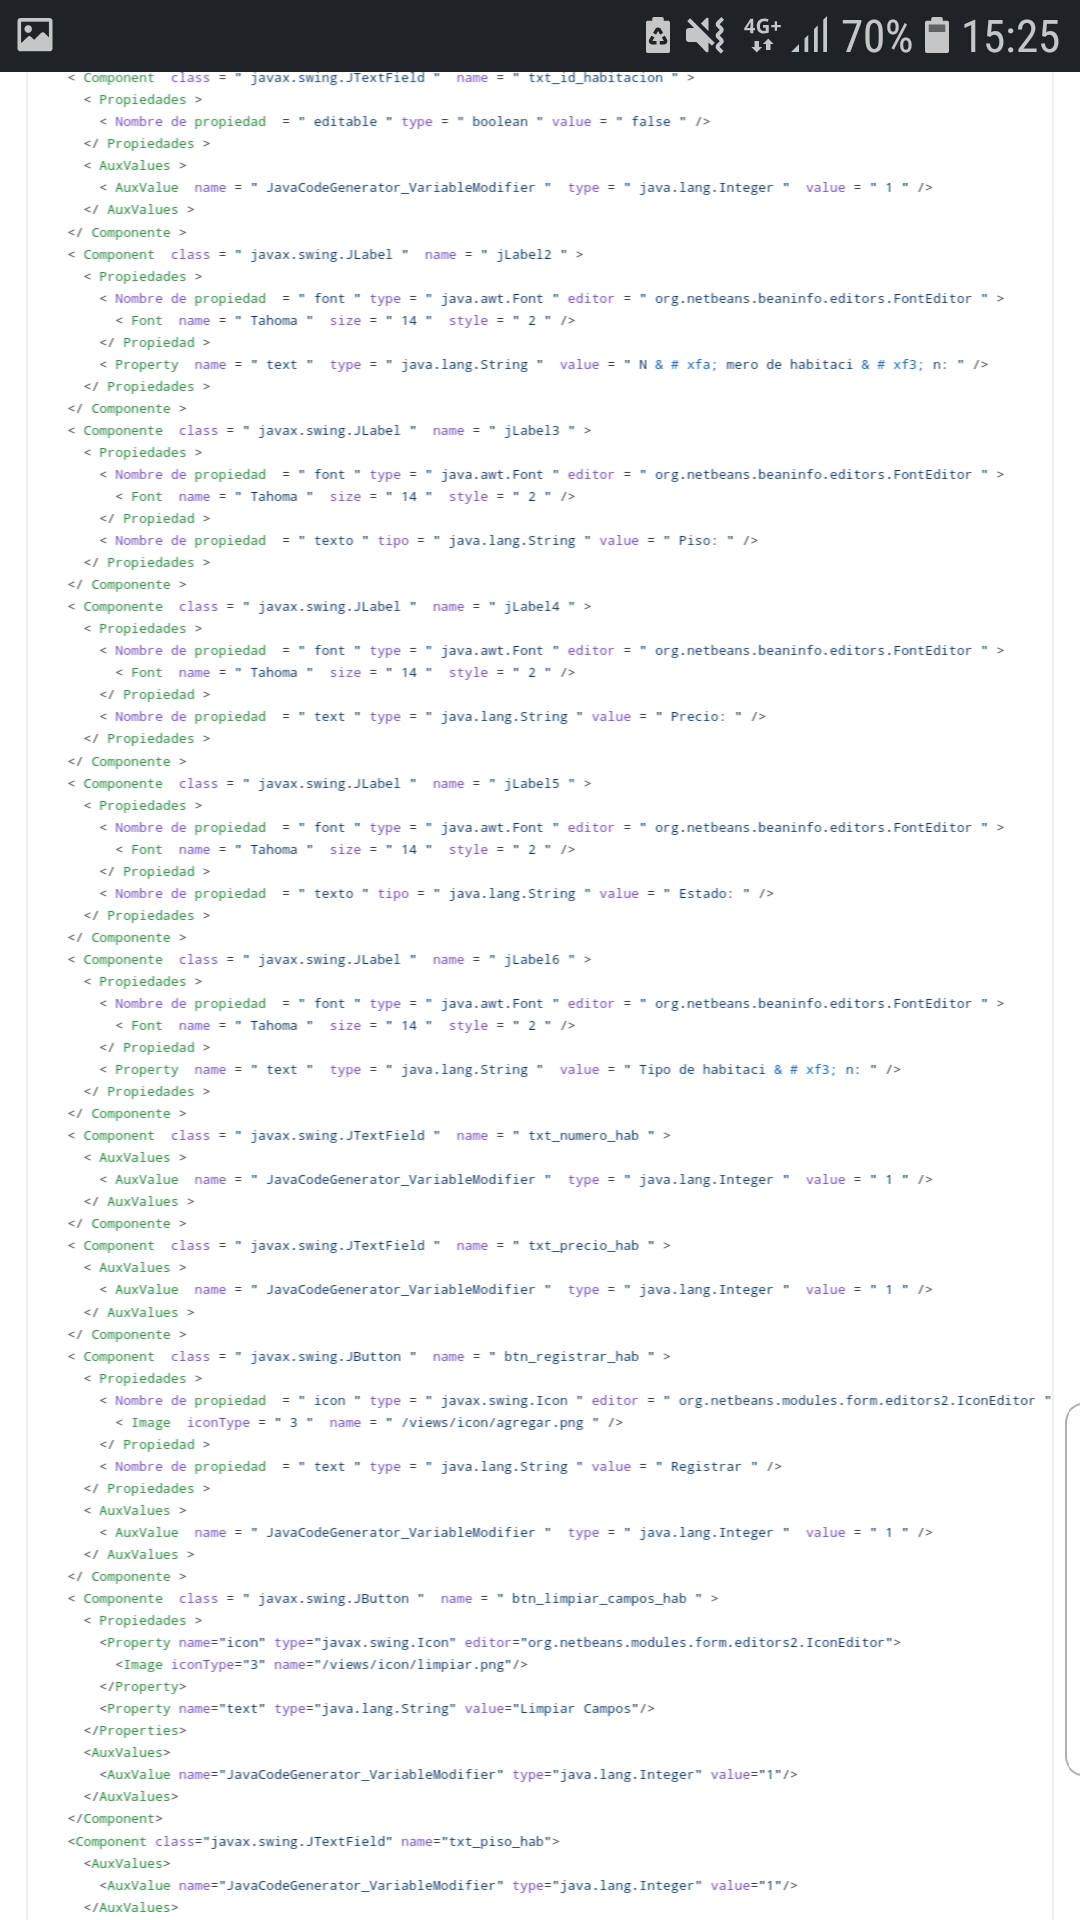 4G+ 70% 15:25
< Component  class = " javax.swing.JTextField "  name = " txt_id_habitacion " >
< Propiedades >
< Nombre de propiedad  = " editable " type = " boolean " value = " false " />
</ Propiedades >
< AuxValues >
< AuxValue  name = " JavaCodeGenerator_VariableModifier "  type = " java.lang.Integer "  value = " 1 " />
</ AuxValues >
</ Componente >
< Component  class = " javax.swing.JLabel "  name = " jLabel2 " >
< Propiedades >
< Nombre de propiedad  = " font " type = " java.awt.Font " editor = " org.netbeans.beaninfo.editors.FontEditor " >
< Font  name = " Tahoma "  size = " 14 "  style = " 2 " />
</ Propiedad >
< Property  name = " text "  type = " java.lang.String "  value = " N & # xfa; mero de habitaci & # xf3; n: " />
</ Propiedades >
</ Componente >
< Componente  class = " javax.swing.JLabel "  name = " jLabel3 " >
< Propiedades >
< Nombre de propiedad  = " font " type = " java.awt.Font " editor = " org.netbeans.beaninfo.editors.FontEditor " >
< Font  name = " Tahoma "  size = " 14 "  style = " 2 " />
</ Propiedad >
< Nombre de propiedad  = " texto " tipo = " java.lang.String " value = " Piso: " />
</ Propiedades >
</ Componente >
< Componente  class = " javax.swing.JLabel "  name = " jLabel4 " >
< Propiedades >
< Nombre de propiedad  = " font " type = " java.awt.Font " editor = " org.netbeans.beaninfo.editors.FontEditor " >
< Font  name = " Tahoma "  size = " 14 "  style = " 2 " />
</ Propiedad >
< Nombre de propiedad  = " text " type = " java.lang.String " value = " Precio: " />
</ Propiedades >
</ Componente >
< Componente  class = " javax.swing.JLabel "  name = " jLabel5 " >
< Propiedades >
< Nombre de propiedad  = " font " type = " java.awt.Font " editor = " org.netbeans.beaninfo.editors.FontEditor " >
< Font  name = " Tahoma "  size = " 14 "  style = " 2 " />
</ Propiedad >
< Nombre de propiedad  = " texto " tipo = " java.lang.String " value = " Estado: " />
</ Propiedades >
</ Componente >
< Componente  class = " javax.swing.JLabel "  name = " jLabel6 " >
< Propiedades >
< Nombre de propiedad  = " font " type = " java.awt.Font " editor = " org.netbeans.beaninfo.editors.FontEditor " >
< Font  name = " Tahoma "  size = " 14 "  style = " 2 " />
</ Propiedad >
< Property  name = " text "  type = " java.lang.String "  value = " Tipo de habitaci & # xf3; n: " />
</ Propiedades >
</ Componente >
< Component  class = " javax.swing.JTextField "  name = " txt_numero_hab " >
< AuxValues >
< AuxValue  name = " JavaCodeGenerator_VariableModifier "  type = " java.lang.Integer "  value = " 1 " />
</ AuxValues >
</ Componente >
< Component  class = " javax.swing.JTextField "  name = " txt_precio_hab " >
< AuxValues >
< AuxValue  name = " JavaCodeGenerator_VariableModifier "  type = " java.lang.Integer "  value = " 1 " />
</ AuxValues >
</ Componente >
< Component  class = " javax.swing.JButton "  name = " btn_registrar_hab " >
< Propiedades >
< Nombre de propiedad  = " icon " type = " javax.swing.Icon " editor = " org.netbeans.modules.form.editors2.IconEditor "
< Image  iconType = " 3 "  name = " /views/icon/agregar.png " />
</ Propiedad >
< Nombre de propiedad  = " text " type = " java.lang.String " value = " Registrar " />
</ Propiedades >
< AuxValues >
< AuxValue  name = " JavaCodeGenerator_VariableModifier "  type = " java.lang.Integer "  value = " 1 " />
</ AuxValues >
</ Componente >
< Componente  class = " javax.swing.JButton "  name = " btn_limpiar_campos_hab " >
< Propiedades >
<Property name="icon" type="javax.swing.Icon" editor="org.netbeans.modules.form.editors2.IconEditor">
<Image iconType="3" name="/views/icon/limpiar.png"/>
</Property>
<Property name="text" type="java.lang.String" value="Limpiar Campos"/>
</Properties>
<AuxValues>
<AuxValue name="JavaCodeGenerator_VariableModifier" type="java.lang.Integer" value="1"/>
</AuxValues>
</Component>
<Component class="javax.swing.JTextField" name="txt_piso_hab">
<AuxValues>
<AuxValue name="JavaCodeGenerator_VariableModifier" type="java.lang.Integer" value="1"/>
</AuxValues>